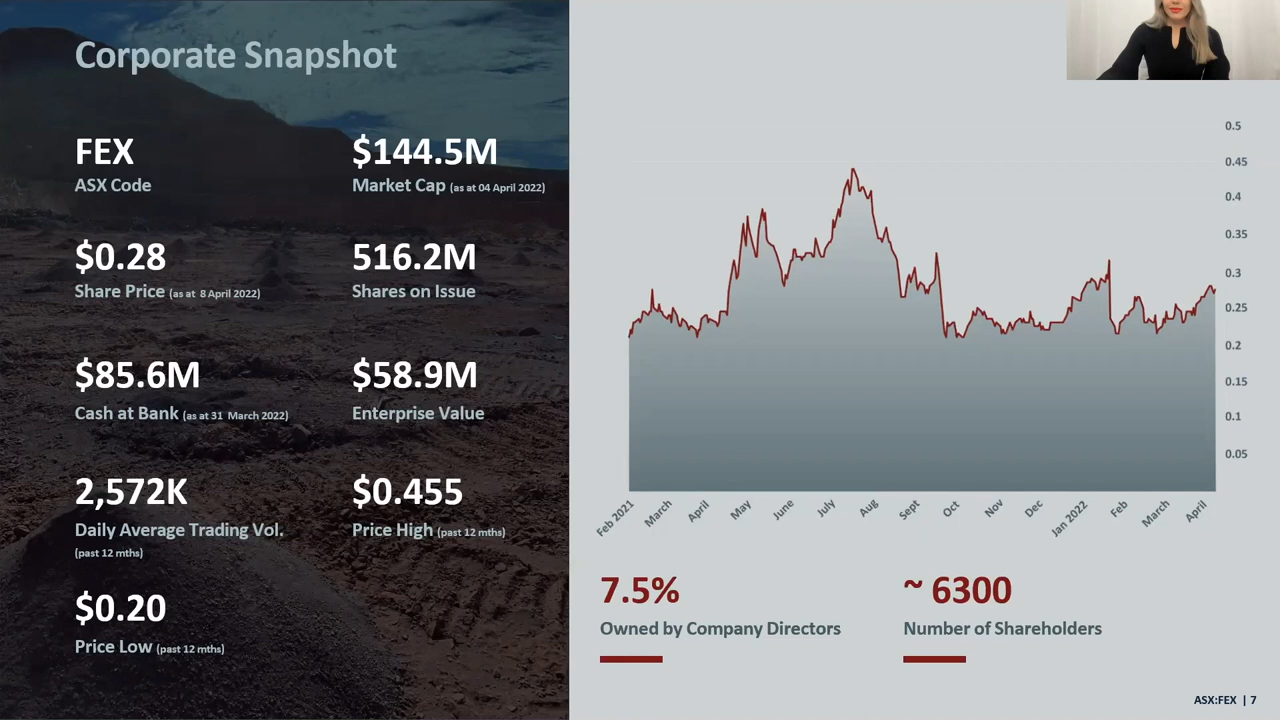 Corporate Snapshot
FEX
ASX Code
$144.5M
Market Cap (as at 04 April 2022)
$0.28
Share Price (as at 8 April 2022)
516.2M
Shares on Issue
$85.6M
Cash at Bank (as at 31 March 2022)
$58.9M
Enterprise Value
2,572K
Daily Average Trading Vol.
(past 12 mths)
$0.455
Price High (past 12 mths)
$0.20
Price Low (past 12 mths)
0.5
0.45
0.4
0.35
0.3
0.25
0.2
0.15
0.1
0.05
Feb 2021
March
April
May
June
July
Aug
Sept
Oct
Nov
Dec
Jan 2022
Feb
March
April
7.5%
Owned by Company Directors
~ 6300
Number of Shareholders
ASX:FEX | 7